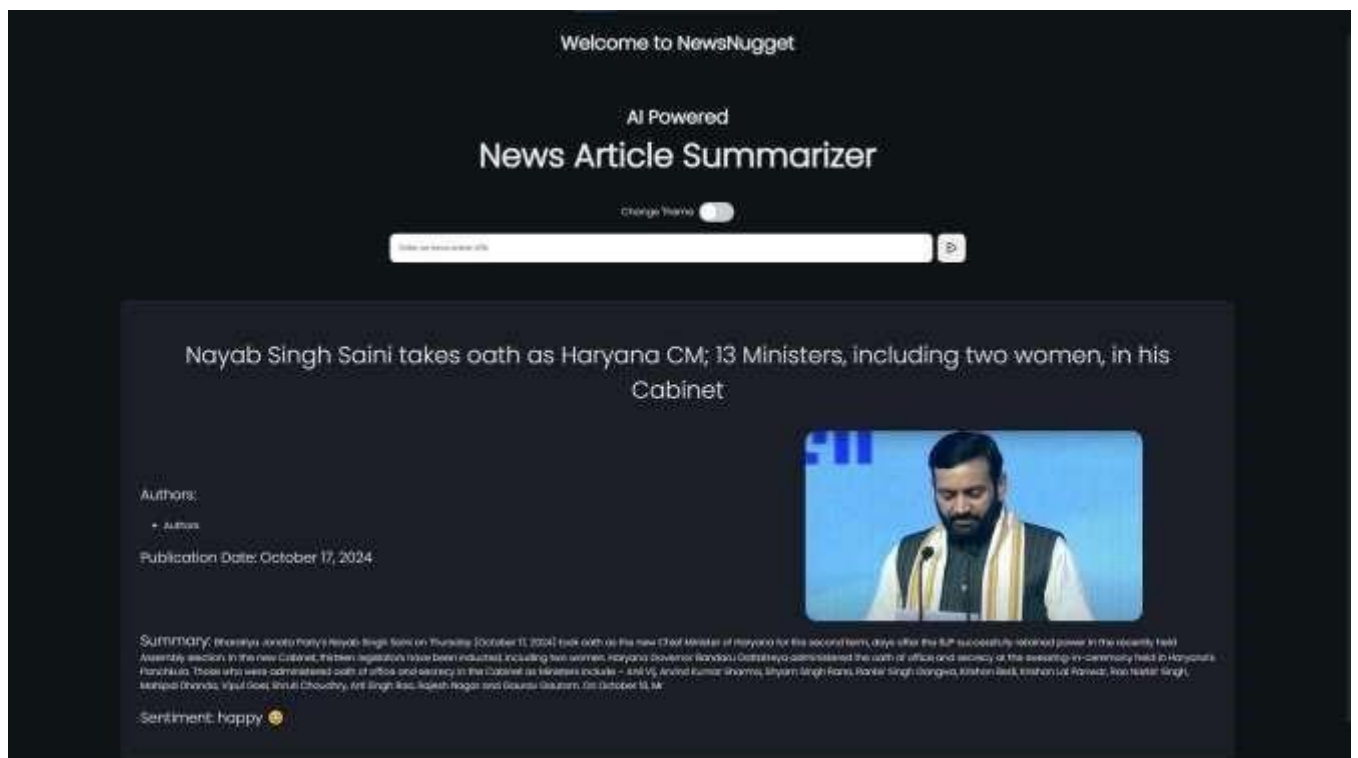 Welcome to NewsNugget
AI Powered
News Article Summarizer
Change Theme
Enter an news article URL
Nayab Singh Saini takes oath as Haryana CM; 13 Ministers, including two women, in his
Cabinet
Authors:
Authors
Publication Date: October 17, 2024
Summary: Bharatiya Janata Party's Nayab Singh Saini on Thursday (October 17, 2024) took oath as the new Chief Minister of Haryana for the second term, days after the BJP successfully retained power in the recently held
Assembly election. In the new Cabinet, thirteen legislators have been inducted, including two women. Haryana Governor Bandaru Dattatreya administered the oath of office and secrecy at the swearing-in-ceremony held in Haryana's
Panchkula. Those who were administered oath of office and secrecy in the Cabinet as Ministers include – Anil Vij, Arvind Kumar Sharma, Shyam Singh Rana, Ranbir Singh Gangwa, Krishan Bedi, Krishan Lal Panwar, Rao Narbir Singh,
Mahipal Dhanda, Vipul Goel, Shruti Choudhry, Arti Singh Rao, Rajesh Nagar and Gaurav Gautam. On October 16, Mr
Sentiment: happy 😊